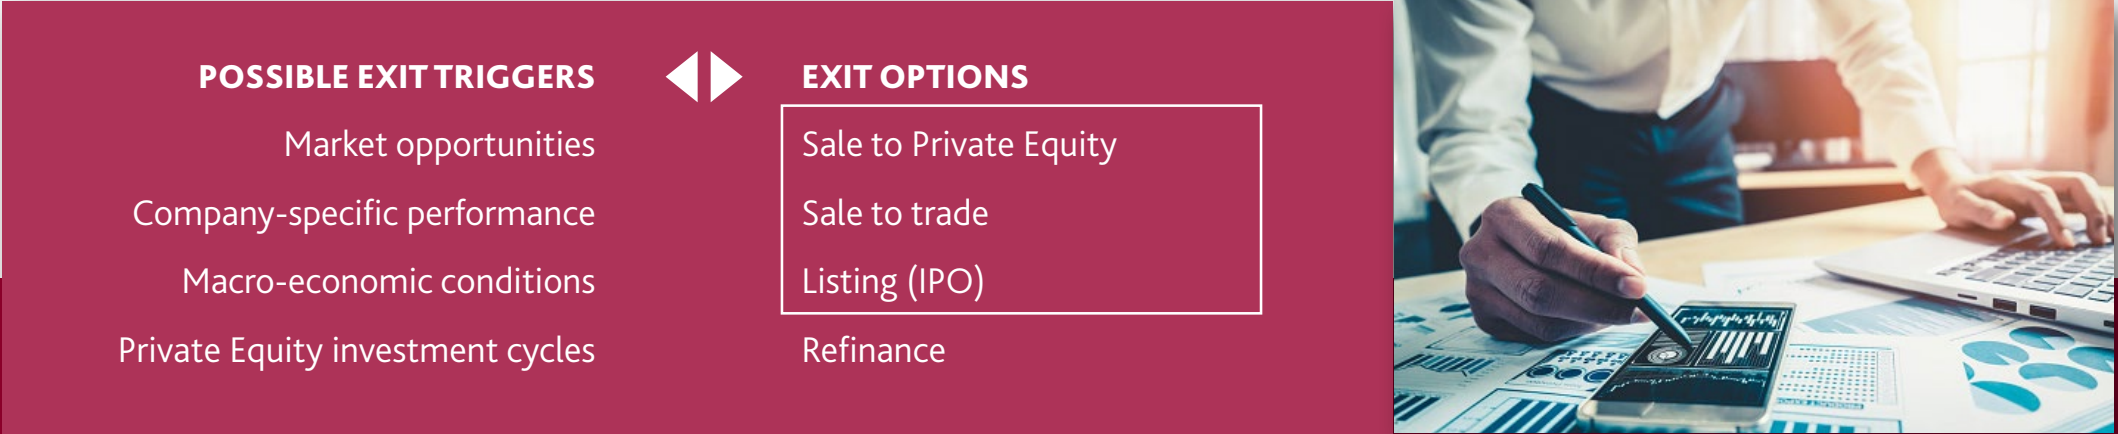 POSSIBLE EXIT TRIGGERS
Market opportunities
Company-specific performance
Macro-economic conditions
Private Equity investment cycles
EXIT OPTIONS
Sale to Private Equity
Sale to trade
Listing (IPO)
Refinance